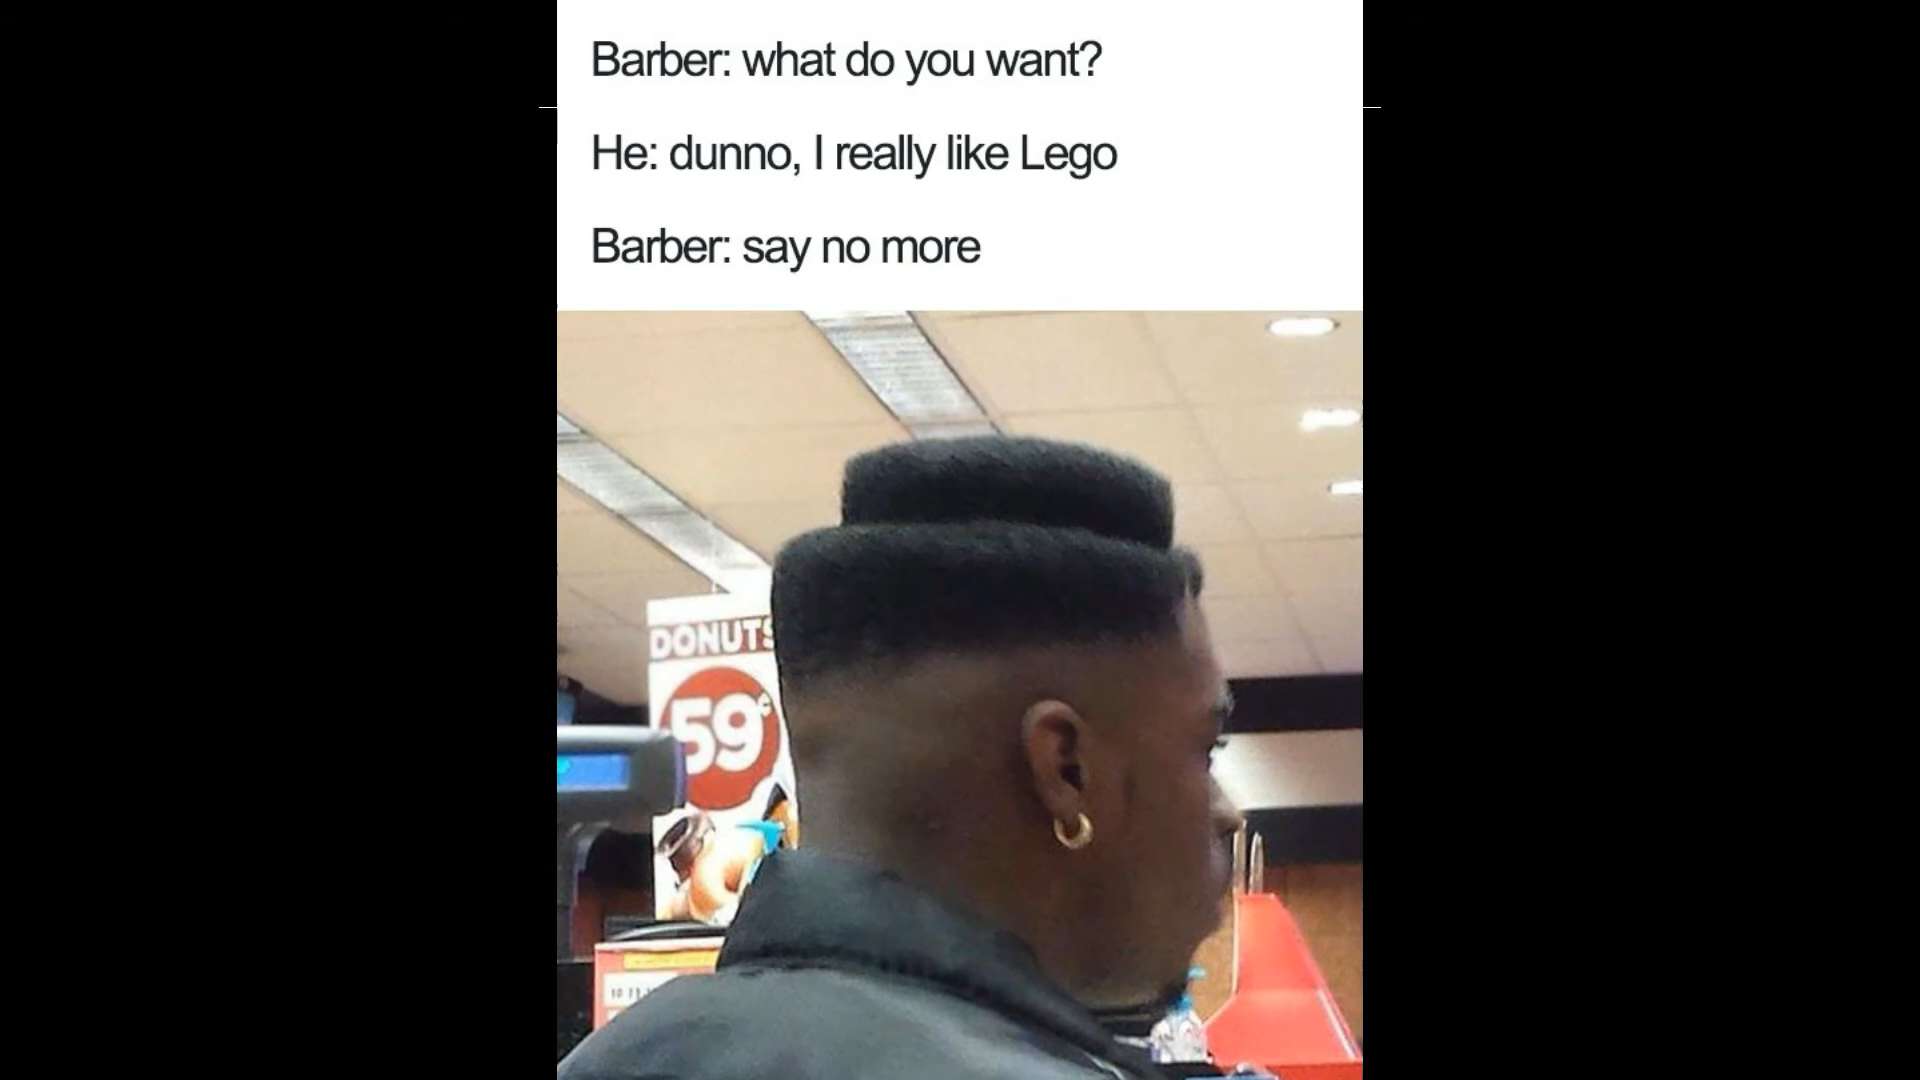 Barber: what do you want?
He: dunno, I really like Lego
Barber: say no more
DONUTS
59¢